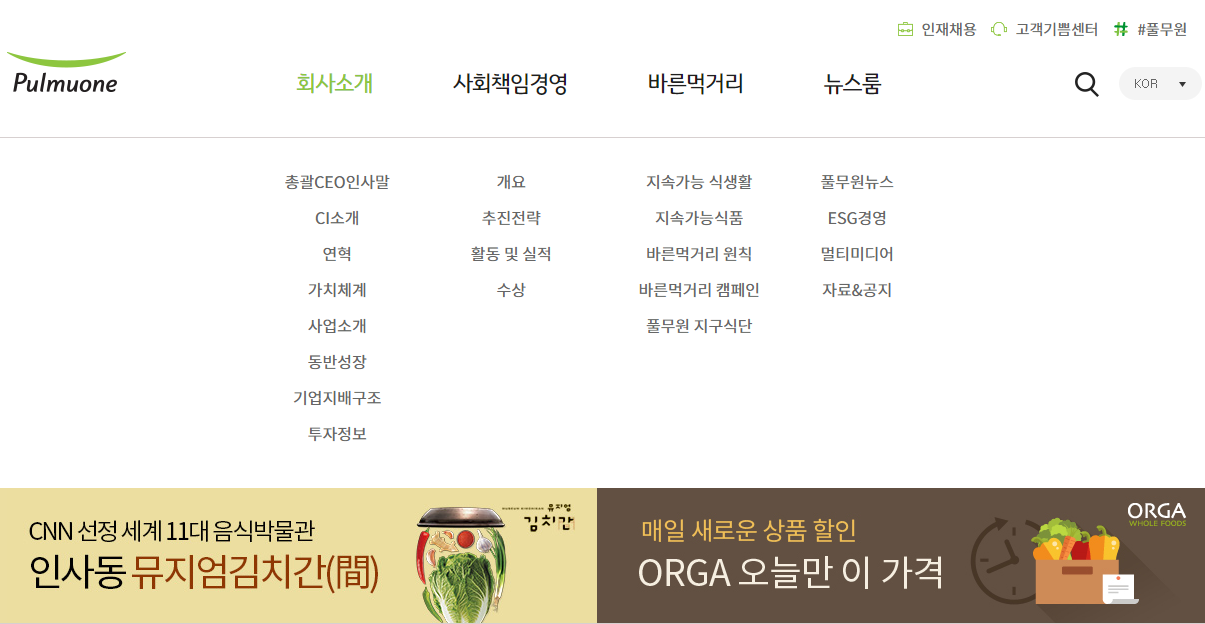 인재채용 고객기쁨센터 #풀무원
Pulmuone
회사소개 사회책임경영 바른먹거리 뉴스룸 KOR
총괄CEO인사말 개요 지속가능 식생활 풀무원뉴스
CI소개 추진전략 지속가능식품 ESG경영
연혁 활동 및 실적 바른먹거리 원칙 멀티미디어
가치체계 수상 바른먹거리 캠페인 자료&공지
사업소개 풀무원 지구식단
동반성장
기업지배구조
투자정보
CNN 선정 세계 11대 음식박물관
인사동 뮤지엄김치간(間)
뮤지엄
김치간
매일 새로운 상품 할인
ORGA 오늘만 이 가격
ORGA
WHOLE FOODS